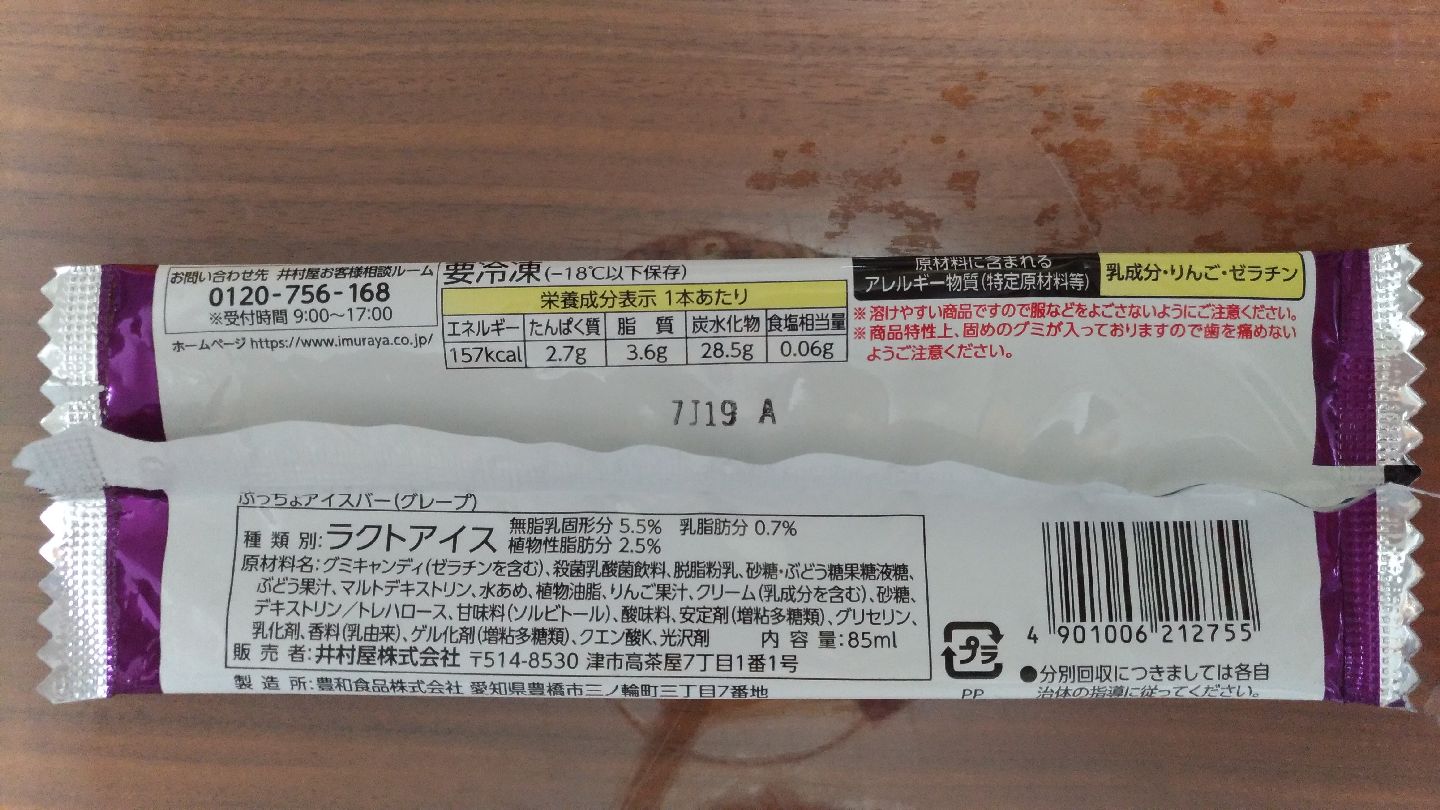 お問い合わせ先 井村屋お客様相談ルーム
0120-756-168
※受付時間 9:00〜17:00
ホームページ https://www.imuraya.co.jp/
要冷凍(−18℃以下保存)
栄養成分表示 1本あたり
エネルギー たんぱく質 脂 質 炭水化物 食塩相当量
157kcal 2.7g 3.6g 28.5g 0.06g
原材料に含まれる
アレルギー物質(特定原材料等)
乳成分・りんご・ゼラチン
※溶けやすい商品ですので服などをよごさないようにご注意ください。
※商品特性上、固めのグミが入っておりますので歯を痛めない
ようご注意ください。
7J19 A
ぷっちょアイスバー(グレープ)
種 類 別:ラクトアイス 無脂乳固形分 5.5% 乳脂肪分 0.7%
植物性脂肪分 2.5%
原材料名:グミキャンディ(ゼラチンを含む)、殺菌乳酸菌飲料、脱脂粉乳、砂糖・ぶどう糖果糖液糖、
ぶどう果汁、マルトデキストリン、水あめ、植物油脂、りんご果汁、クリーム(乳成分を含む)、砂糖、
デキストリン/トレハロース、甘味料(ソルビトール)、酸味料、安定剤(増粘多糖類)、グリセリン、
乳化剤、香料(乳由来)、ゲル化剤(増粘多糖類)、クエン酸K、光沢剤 内 容 量:85ml
販 売 者:井村屋株式会社 〒514-8530 津市高茶屋7丁目1番1号
製 造 所:豊和食品株式会社 愛知県豊橋市三ノ輪町三丁目7番地
プラ
PP
4 901006 212755
●分別回収につきましては各自
治体の指導に従ってください。